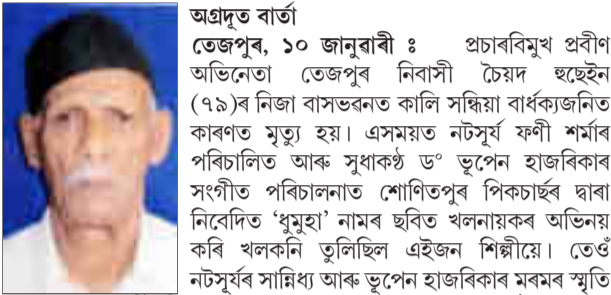 অগ্ৰদূত বাৰ্তা
তেজপুৰ, ১০ জানুৱাৰী ঃ প্ৰচাৰবিমুখ প্ৰবীণ
অভিনেতা তেজপুৰ নিবাসী চৈয়দ হুছেইন
(৭৯)ৰ নিজা বাসভৱনত কালি সন্ধিয়া বাৰ্ধক্যজনিত
কাৰণত মৃত্যু হয়। এসময়ত নটসূৰ্য ফণী শৰ্মাৰ
পৰিচালিত আৰু সুধাকণ্ঠ ড° ভূপেন হাজৰিকাৰ
সংগীত পৰিচালনাত শোণিতপুৰ পিকচাৰ্ছৰ দ্বাৰা
নিবেদিত ‘ধুমুহা’ নামৰ ছবিত খলনায়কৰ অভিনয়
কৰি খলকনি তুলিছিল এইজন শিল্পীয়ে। তেওঁ
নটসূৰ্যৰ সান্নিধ্য আৰু ভূপেন হাজৰিকাৰ মৰমৰ স্মৃতি